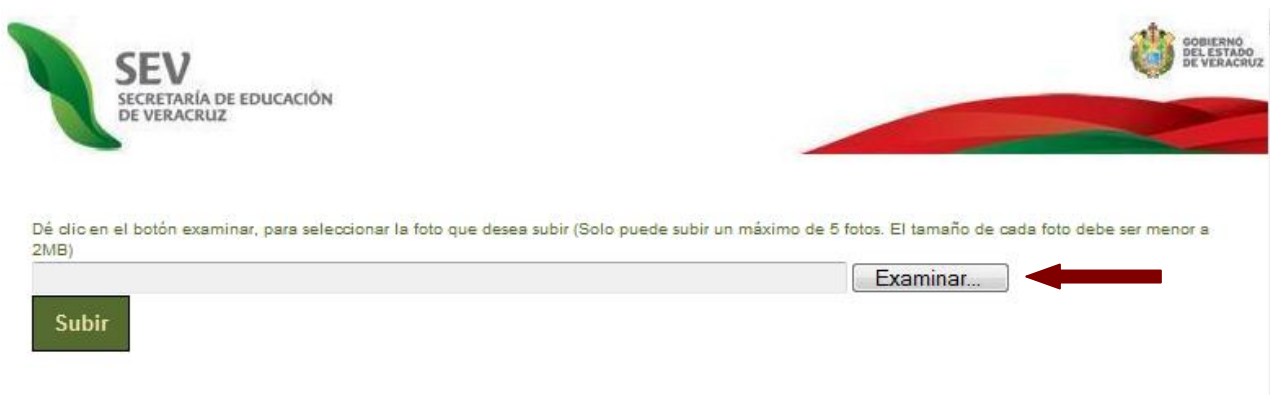 SEV
SECRETARÍA DE EDUCACIÓN
DE VERACRUZ
GOBIERNO
DEL ESTADO
DE VERACRUZ
Dé clic en el botón examinar, para seleccionar la foto que desea subir (Solo puede subir un máximo de 5 fotos. El tamaño de cada foto debe ser menor a
2MB)
Examinar...
Subir